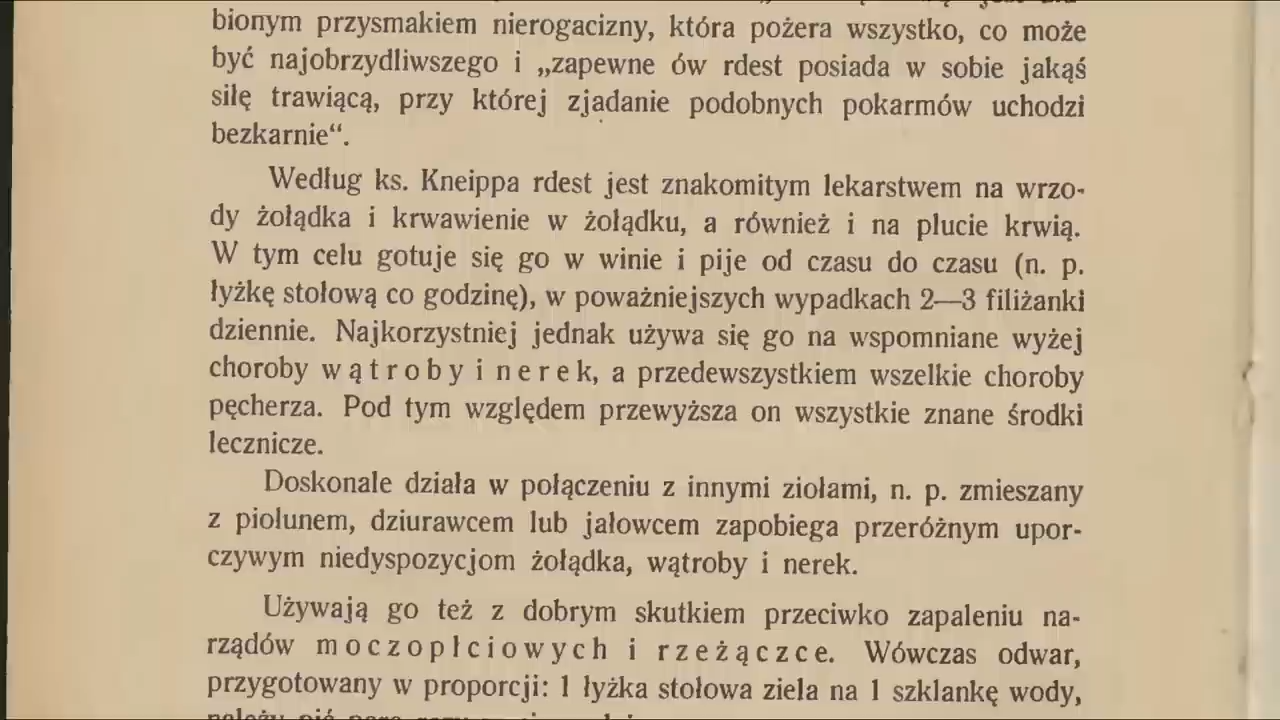 bionym przysmakiem nierogacizny, która pożera wszystko, co może
być najobrzydliwszego i „zapewne ów rdest posiada w sobie jakąś
siłę trawiącą, przy której zjadanie podobnych pokarmów uchodzi
bezkarnie“.
Według ks. Kneippa rdest jest znakomitym lekarstwem na wrzo-
dy żołądka i krwawienie w żołądku, a również i na plucie krwią.
W tym celu gotuje się go w winie i pije od czasu do czasu (n. p.
łyżkę stołową co godzinę), w poważniejszych wypadkach 2—3 filiżanki
dziennie. Najkorzystniej jednak używa się go na wspomniane wyżej
choroby wątroby i nerek, a przedewszystkiem wszelkie choroby
pęcherza. Pod tym względem przewyższa on wszystkie znane środki
lecznicze.
Doskonale działa w połączeniu z innymi ziołami, n. p. zmieszany
z piołunem, dziurawcem lub jałowcem zapobiega przeróżnym upor-
czywym niedyspozycjom żołądka, wątroby i nerek.
Używają go też z dobrym skutkiem przeciwko zapaleniu na-
rządów moczopłciowych i rzeżączce. Wówczas odwar,
przygotowany w proporcji: 1 łyżka stołowa ziela na 1 szklankę wody,